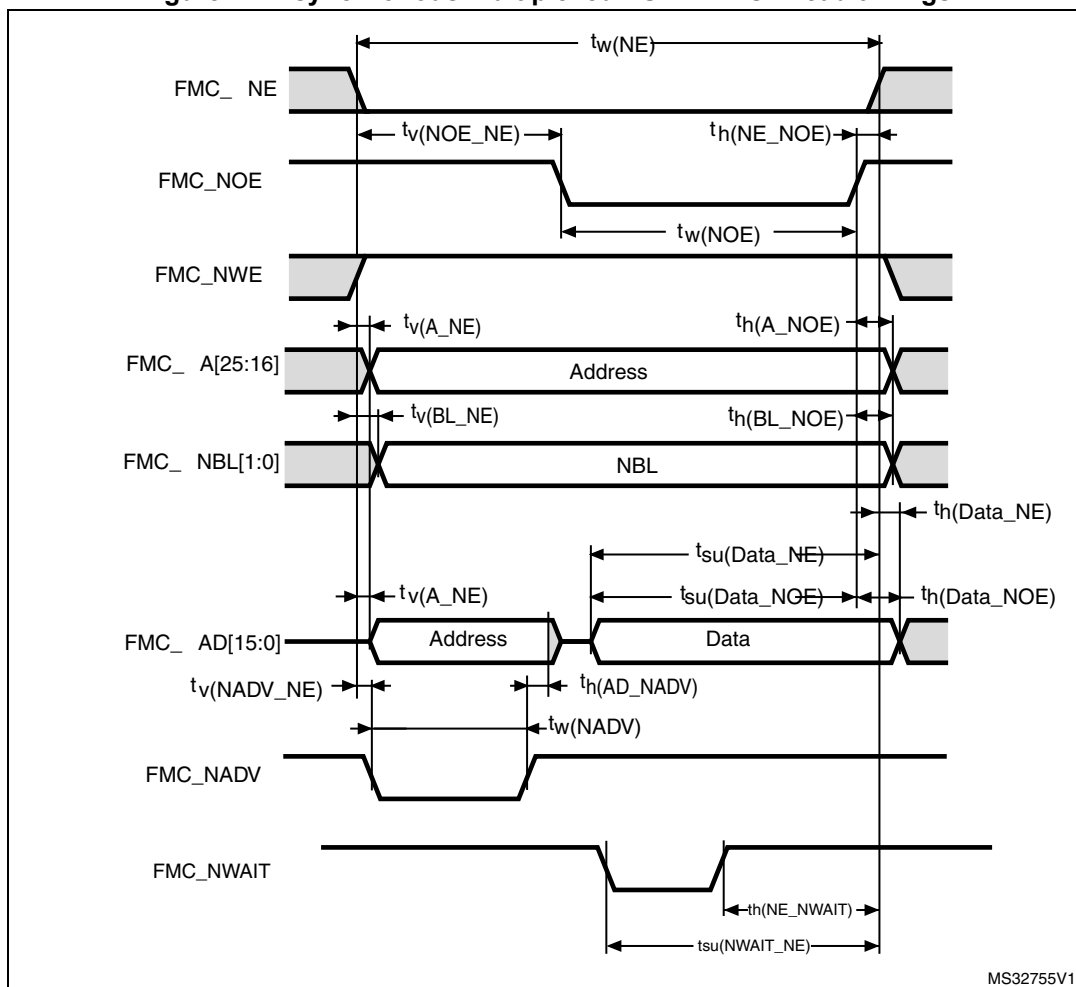 tw(NE)
FMC_ NE
tv(NOE_NE)
th(NE_NOE)
FMC_NOE
tw(NOE)
FMC_NWE
tv(A_NE)
th(A_NOE)
FMC_ A[25:16]
Address
tv(BL_NE)
th(BL_NOE)
FMC_ NBL[1:0]
NBL
th(Data_NE)
tsu(Data_NE)
tv(A_NE)
tsu(Data_NOE)
th(Data_NOE)
FMC_ AD[15:0]
Address
Data
tv(NADV_NE)
th(AD_NADV)
tw(NADV)
FMC_NADV
FMC_NWAIT
th(NE_NWAIT)
tsu(NWAIT_NE)
MS32755V1